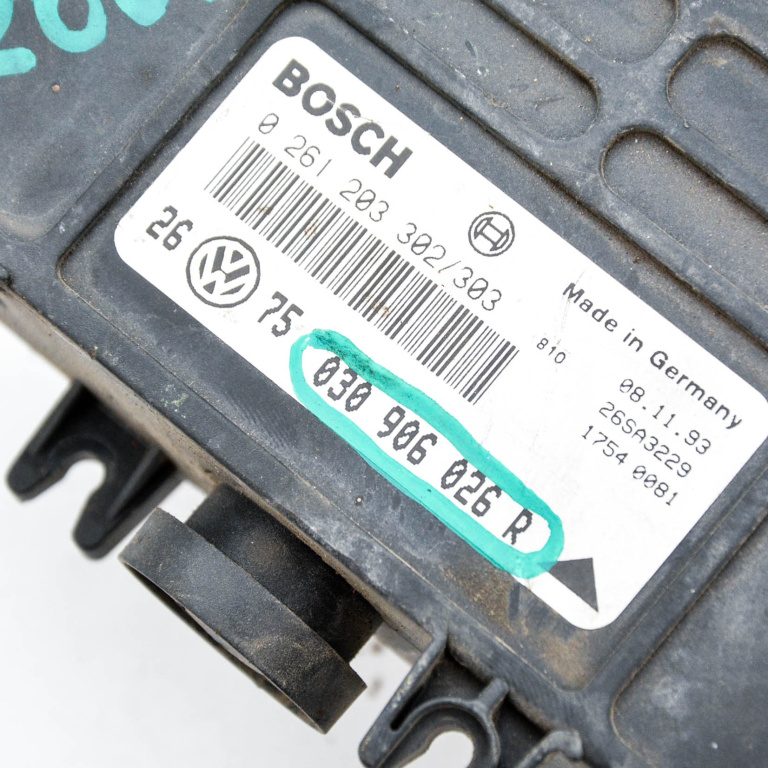 BOSCH
0 261 203 302/303
26 75
030 906 026 R
Made in Germany
810
08.11.93
26SA3229
1754 0081